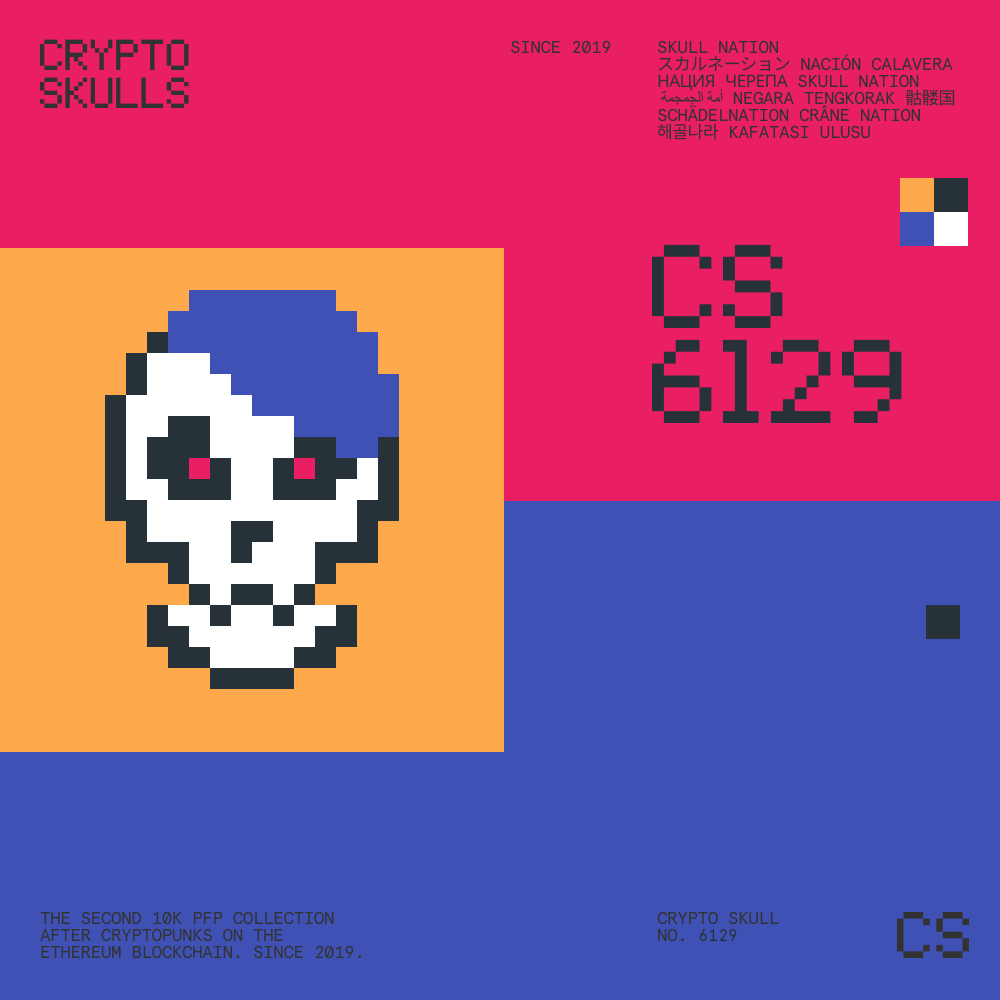 CRYPTO
SKULLS
SINCE 2019
SKULL NATION
スカルネーション NACIÓN CALAVERA
НАЦИЯ ЧЕРЕПА SKULL NATION
أمة الجمجمة NEGARA TENGKORAK 骷髅国
SCHÄDELNATION CRÂNE NATION
해골나라 KAFATASI ULUSU
CS
6129
THE SECOND 10K PFP COLLECTION
AFTER CRYPTOPUNKS ON THE
ETHEREUM BLOCKCHAIN. SINCE 2019.
CRYPTO SKULL
NO. 6129
CS